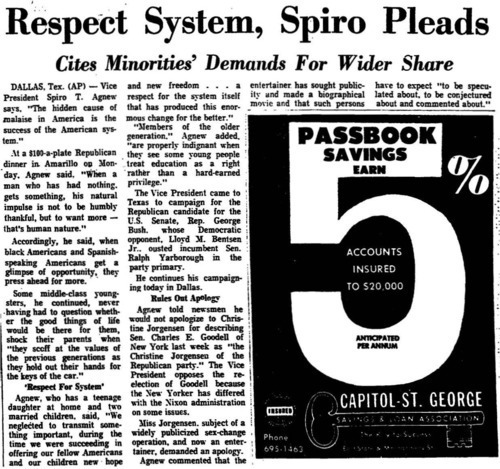 Respect System, Spiro Pleads
Cites Minorities' Demands For Wider Share
DALLAS, Tex. (AP) — Vice
President Spiro T. Agnew
says, "The hidden cause of
malaise in America is the
success of the American sys-
tem."
At a $100-a-plate Republican
dinner in Amarillo on Mon-
day, Agnew said, "When a
man who has had nothing,
gets something, his natural
impulse is not to be humbly
thankful, but to want more —
that's human nature."
Accordingly, he said, when
black Americans and Spanish-
speaking Americans get a
glimpse of opportunity, they
press ahead for more.
Some middle-class young-
sters, he continued, never
having had to question wheth-
er the good things of life
would be there for them,
shock their parents when
"they scoff at the values of
the previous generations as
they hold out their hands for
the keys of the car."
'Respect For System'
Agnew, who has a teenage
daughter at home and two
married children, said, "We
neglected to transmit some-
thing important, during the
time we were succeeding in
offering our fellow Americans
and our children new hope
and new freedom . . . a
respect for the system itself
that has produced this enor-
mous change for the better."
"Members of the older
generation," Agnew added,
"are properly indignant when
they see some young people
treat education as a right
rather than a hard-earned
privilege."
The Vice President came to
Texas to campaign for the
Republican candidate for the
U.S. Senate, Rep. George
Bush, whose Democratic
opponent, Lloyd M. Bentsen
Jr., ousted incumbent Sen.
Ralph Yarborough in the
party primary.
He continues his campaign-
ing today in Dallas.
Rules Out Apology
Agnew told newsmen he
would not apologize to Chris-
tine Jorgensen for describing
Sen. Charles E. Goodell of
New York last week as "the
Christine Jorgensen of the
Republican party." The Vice
President opposes the re-
election of Goodell because
the New Yorker has differed
with the Nixon administration
on some issues.
Miss Jorgensen, subject of a
widely publicized sex-change
operation, and now an enter-
tainer, demanded an apology.
Agnew commented that the
entertainer has sought public-
ity and made a biographical
movie and that such persons
have to expect "to be specu-
lated about, to be conjectured
about and commented about."
PASSBOOK
SAVINGS
EARN
5%
ACCOUNTS
INSURED
TO $20,000
ANTICIPATED
PER ANNUM
INSURED
CAPITOL-ST. GEORGE
SAVINGS & LOAN ASSOCIATION
Phone
695-1463